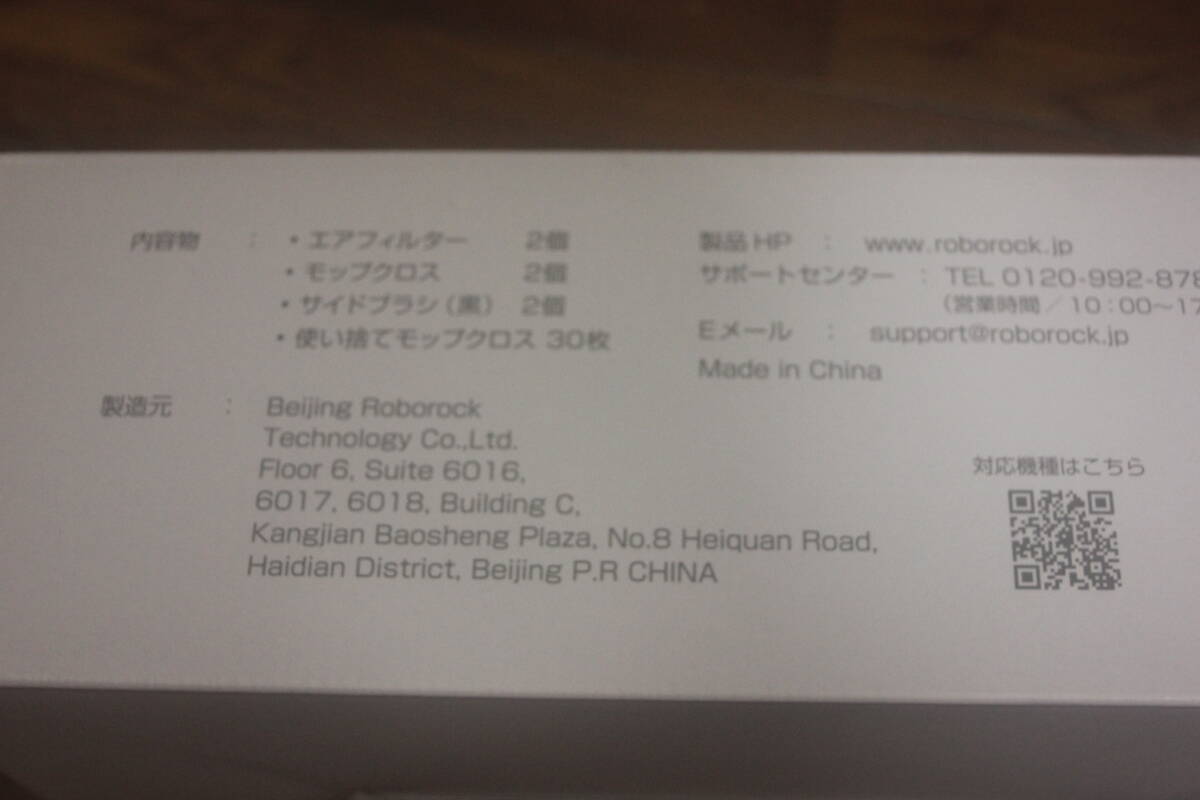 内容物 : ・エアフィルター 2個
・モップクロス 2個
・サイドブラシ（黒） 2個
・使い捨てモップクロス 30枚
製造元 : Beijing Roborock
Technology Co.,Ltd.
Floor 6, Suite 6016,
6017, 6018, Building C,
Kangjian Baosheng Plaza, No.8 Heiquan Road,
Haidian District, Beijing P.R CHINA
製品HP : www.roborock.jp
サポートセンター : TEL 0120-992-878
（営業時間／10:00～17
Eメール : support@roborock.jp
Made in China
対応機種はこちら